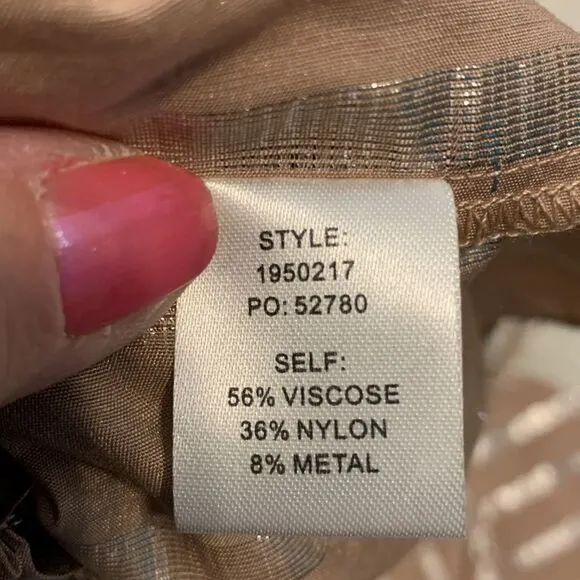 STYLE:
1950217
PO: 52780
SELF:
56% VISCOSE
36% NYLON
8% METAL